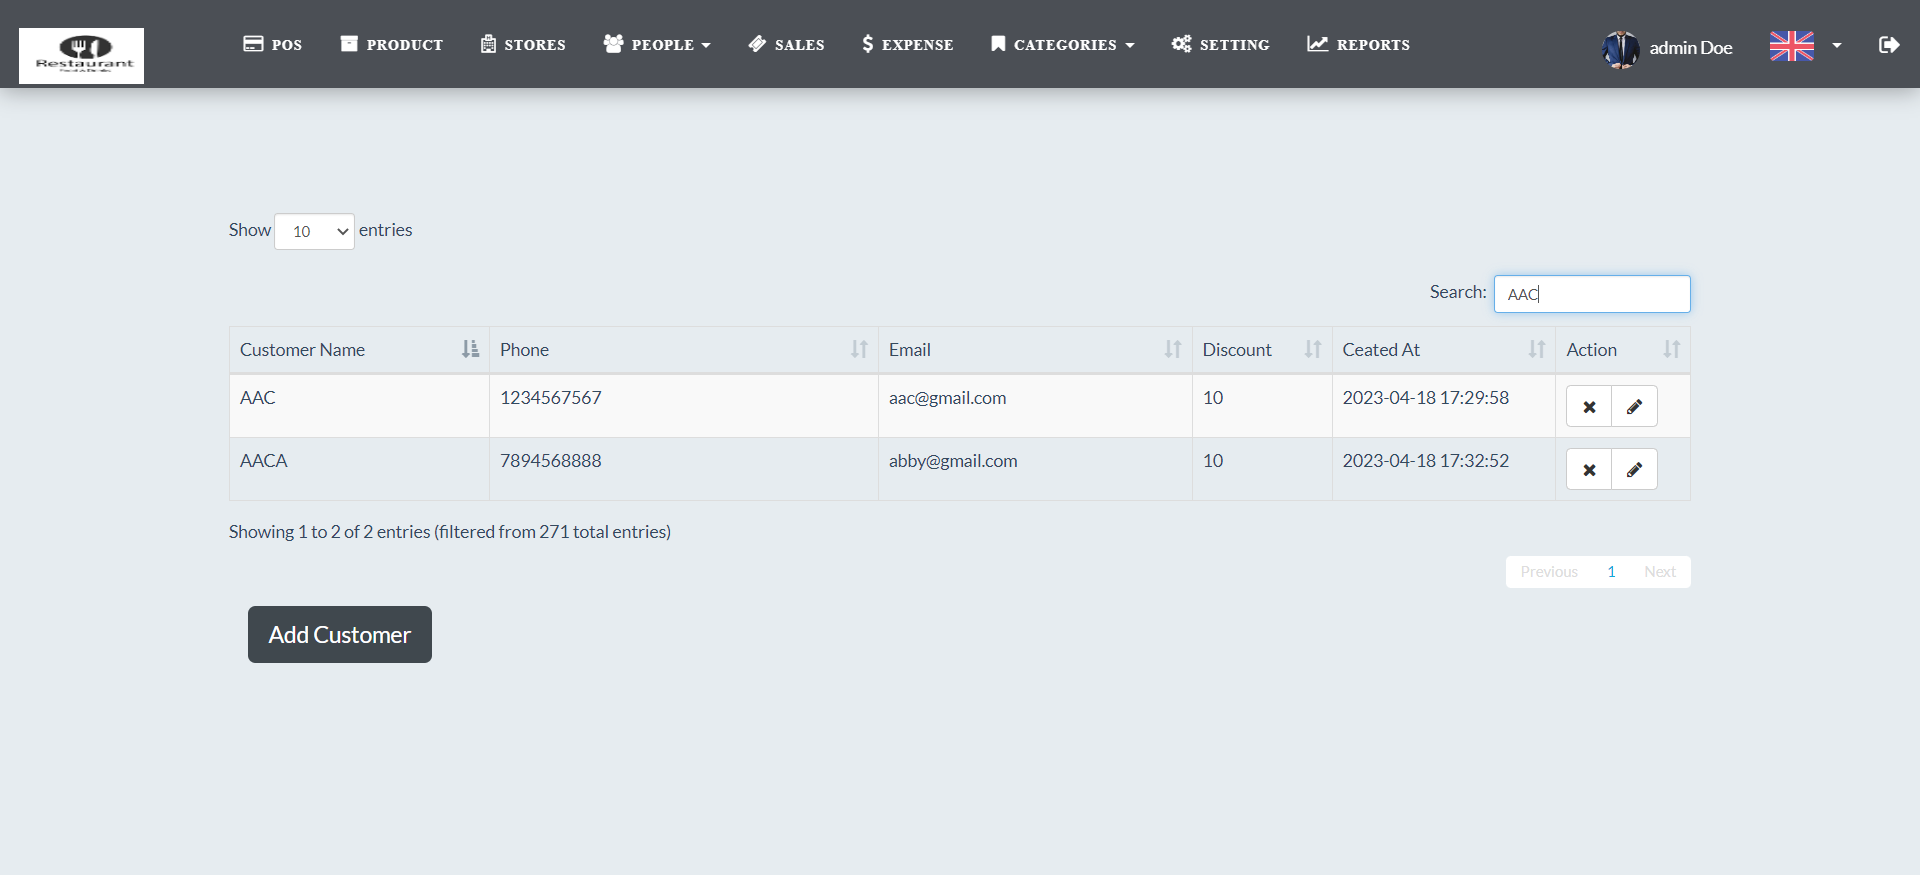 Restaurant
POS PRODUCT STORES PEOPLE SALES EXPENSE CATEGORIES SETTING REPORTS admin Doe
Show 10 entries
Search: AAC
Customer Name Phone Email Discount Ceated At Action
AAC 1234567567 aac@gmail.com 10 2023-04-18 17:29:58
AACA 7894568888 abby@gmail.com 10 2023-04-18 17:32:52
Showing 1 to 2 of 2 entries (filtered from 271 total entries)
Previous 1 Next
Add Customer